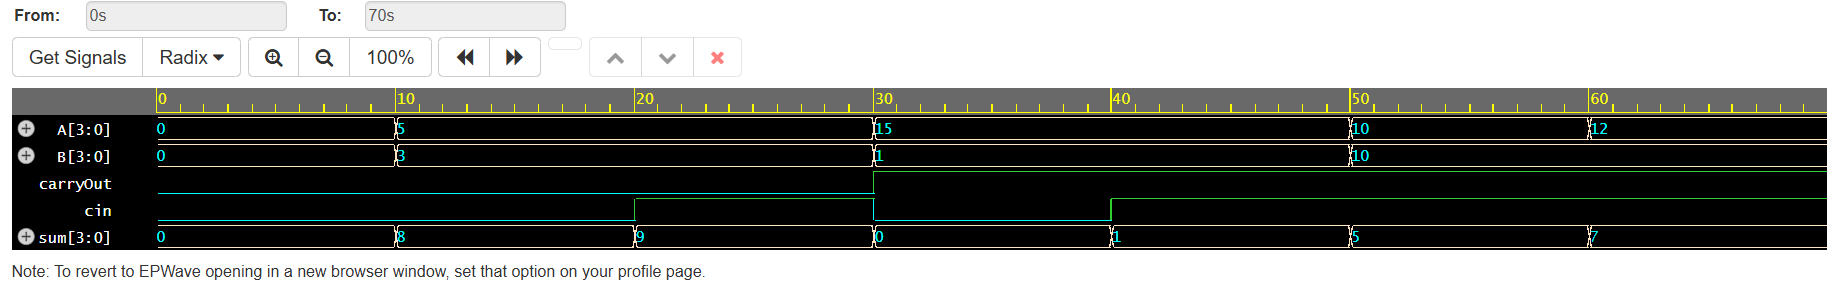 From: 0s To: 70s
Get Signals Radix 100%
0 10 20 30 40 50 60
A[3:0] 0 5 15 10 12
B[3:0] 0 3 1 10
carryOut
cin
sum[3:0] 0 8 9 0 1 5 7
Note: To revert to EPWave opening in a new browser window, set that option on your profile page.